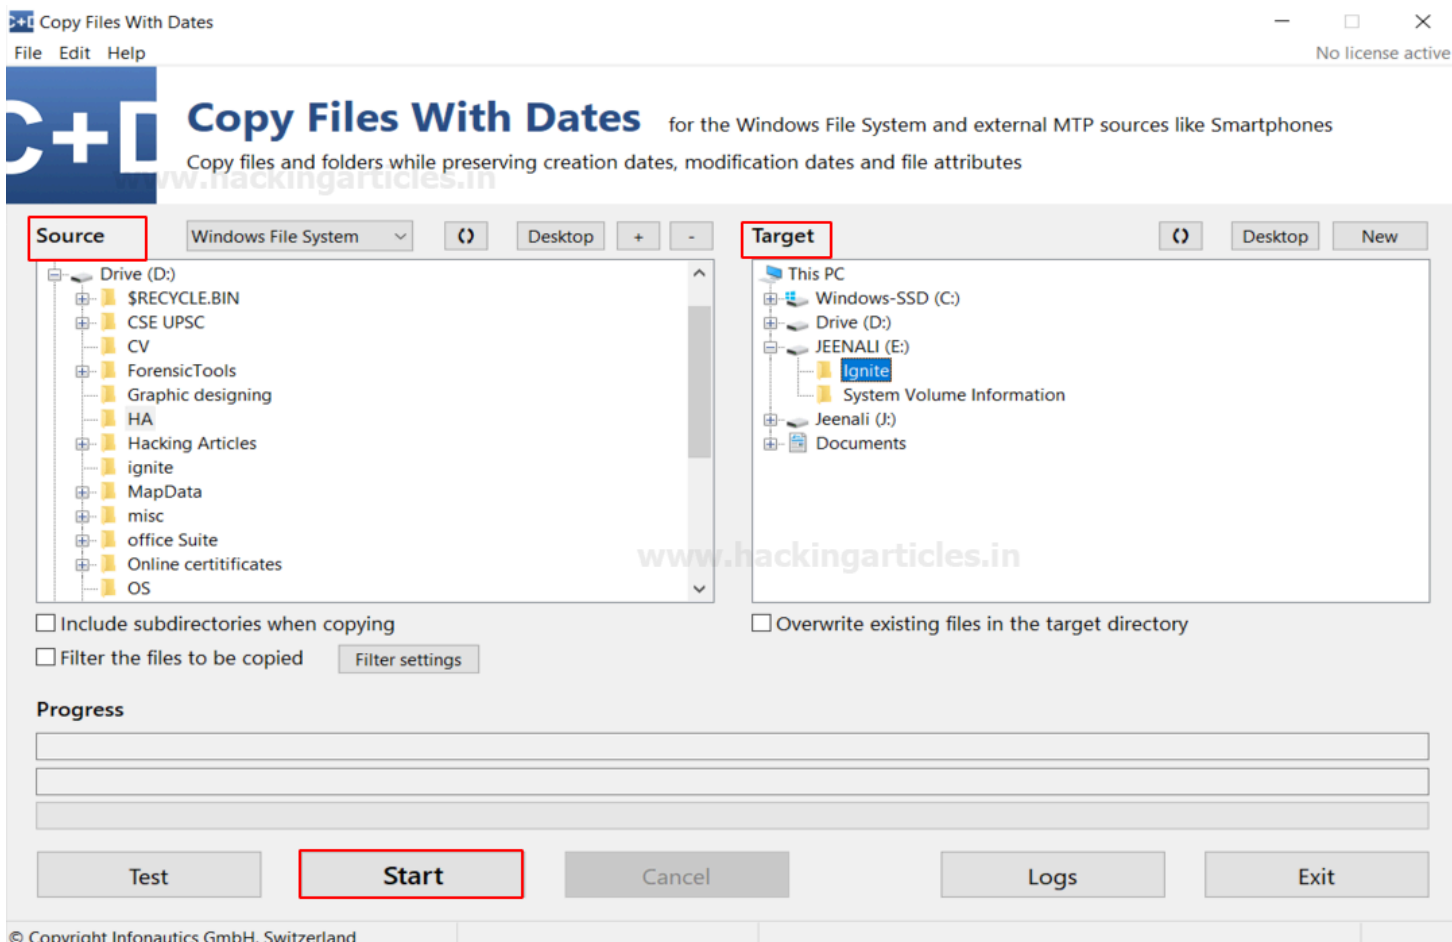 C+D Copy Files With Dates
File Edit Help No license active
C+D Copy Files With Dates for the Windows File System and external MTP sources like Smartphones
Copy files and folders while preserving creation dates, modification dates and file attributes
www.hackingarticles.in
Source Windows File System Desktop + - Target Desktop New
Drive (D:)
$RECYCLE.BIN
CSE UPSC
CV
ForensicTools
Graphic designing
HA
Hacking Articles
ignite
MapData
misc
office Suite
Online certitificates
OS
This PC
Windows-SSD (C:)
Drive (D:)
JEENALI (E:)
Ignite
System Volume Information
Jeenali (J:)
Documents
www.hackingarticles.in
Include subdirectories when copying
Overwrite existing files in the target directory
Filter the files to be copied Filter settings
Progress
Test Start Cancel Logs Exit
© Copyright Infonautics GmbH, Switzerland